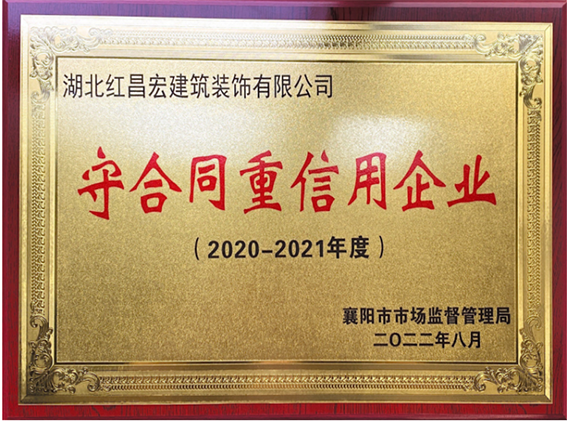 湖北红昌宏建筑装饰有限公司
守合同重信用企业
（2020-2021年度）
襄阳市市场监督管理局
二〇二二年八月